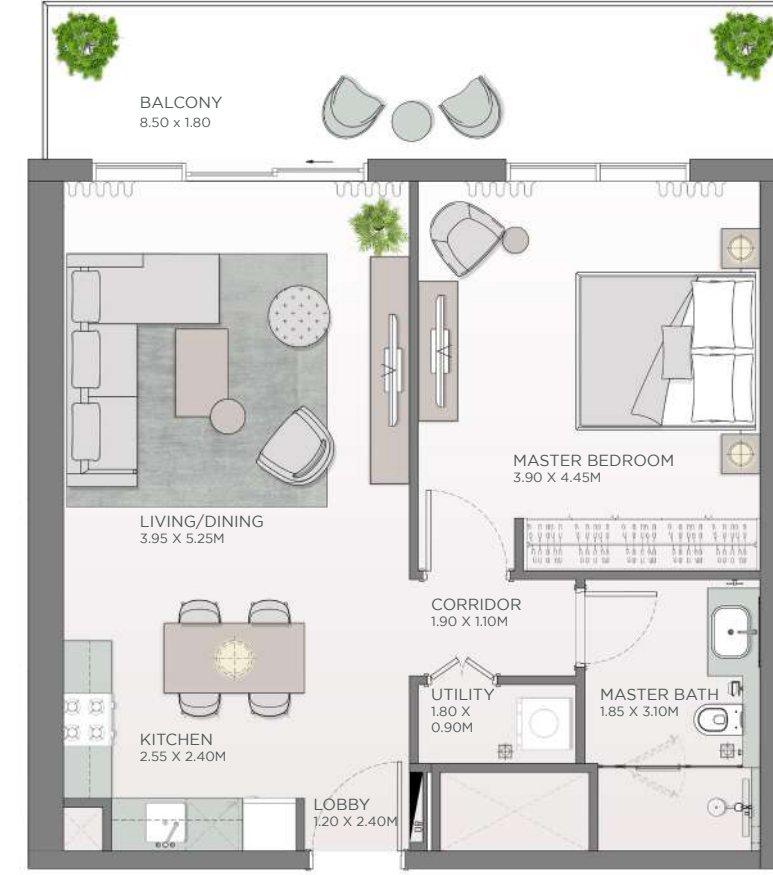 BALCONY
8.50 x 1.80
MASTER BEDROOM
3.90 X 4.45M
LIVING/DINING
3.95 X 5.25M
CORRIDOR
1.90 X 1.10M
UTILITY
1.80 X
0.90M
MASTER BATH
1.85 X 3.10M
KITCHEN
2.55 X 2.40M
LOBBY
1.20 X 2.40M
DB